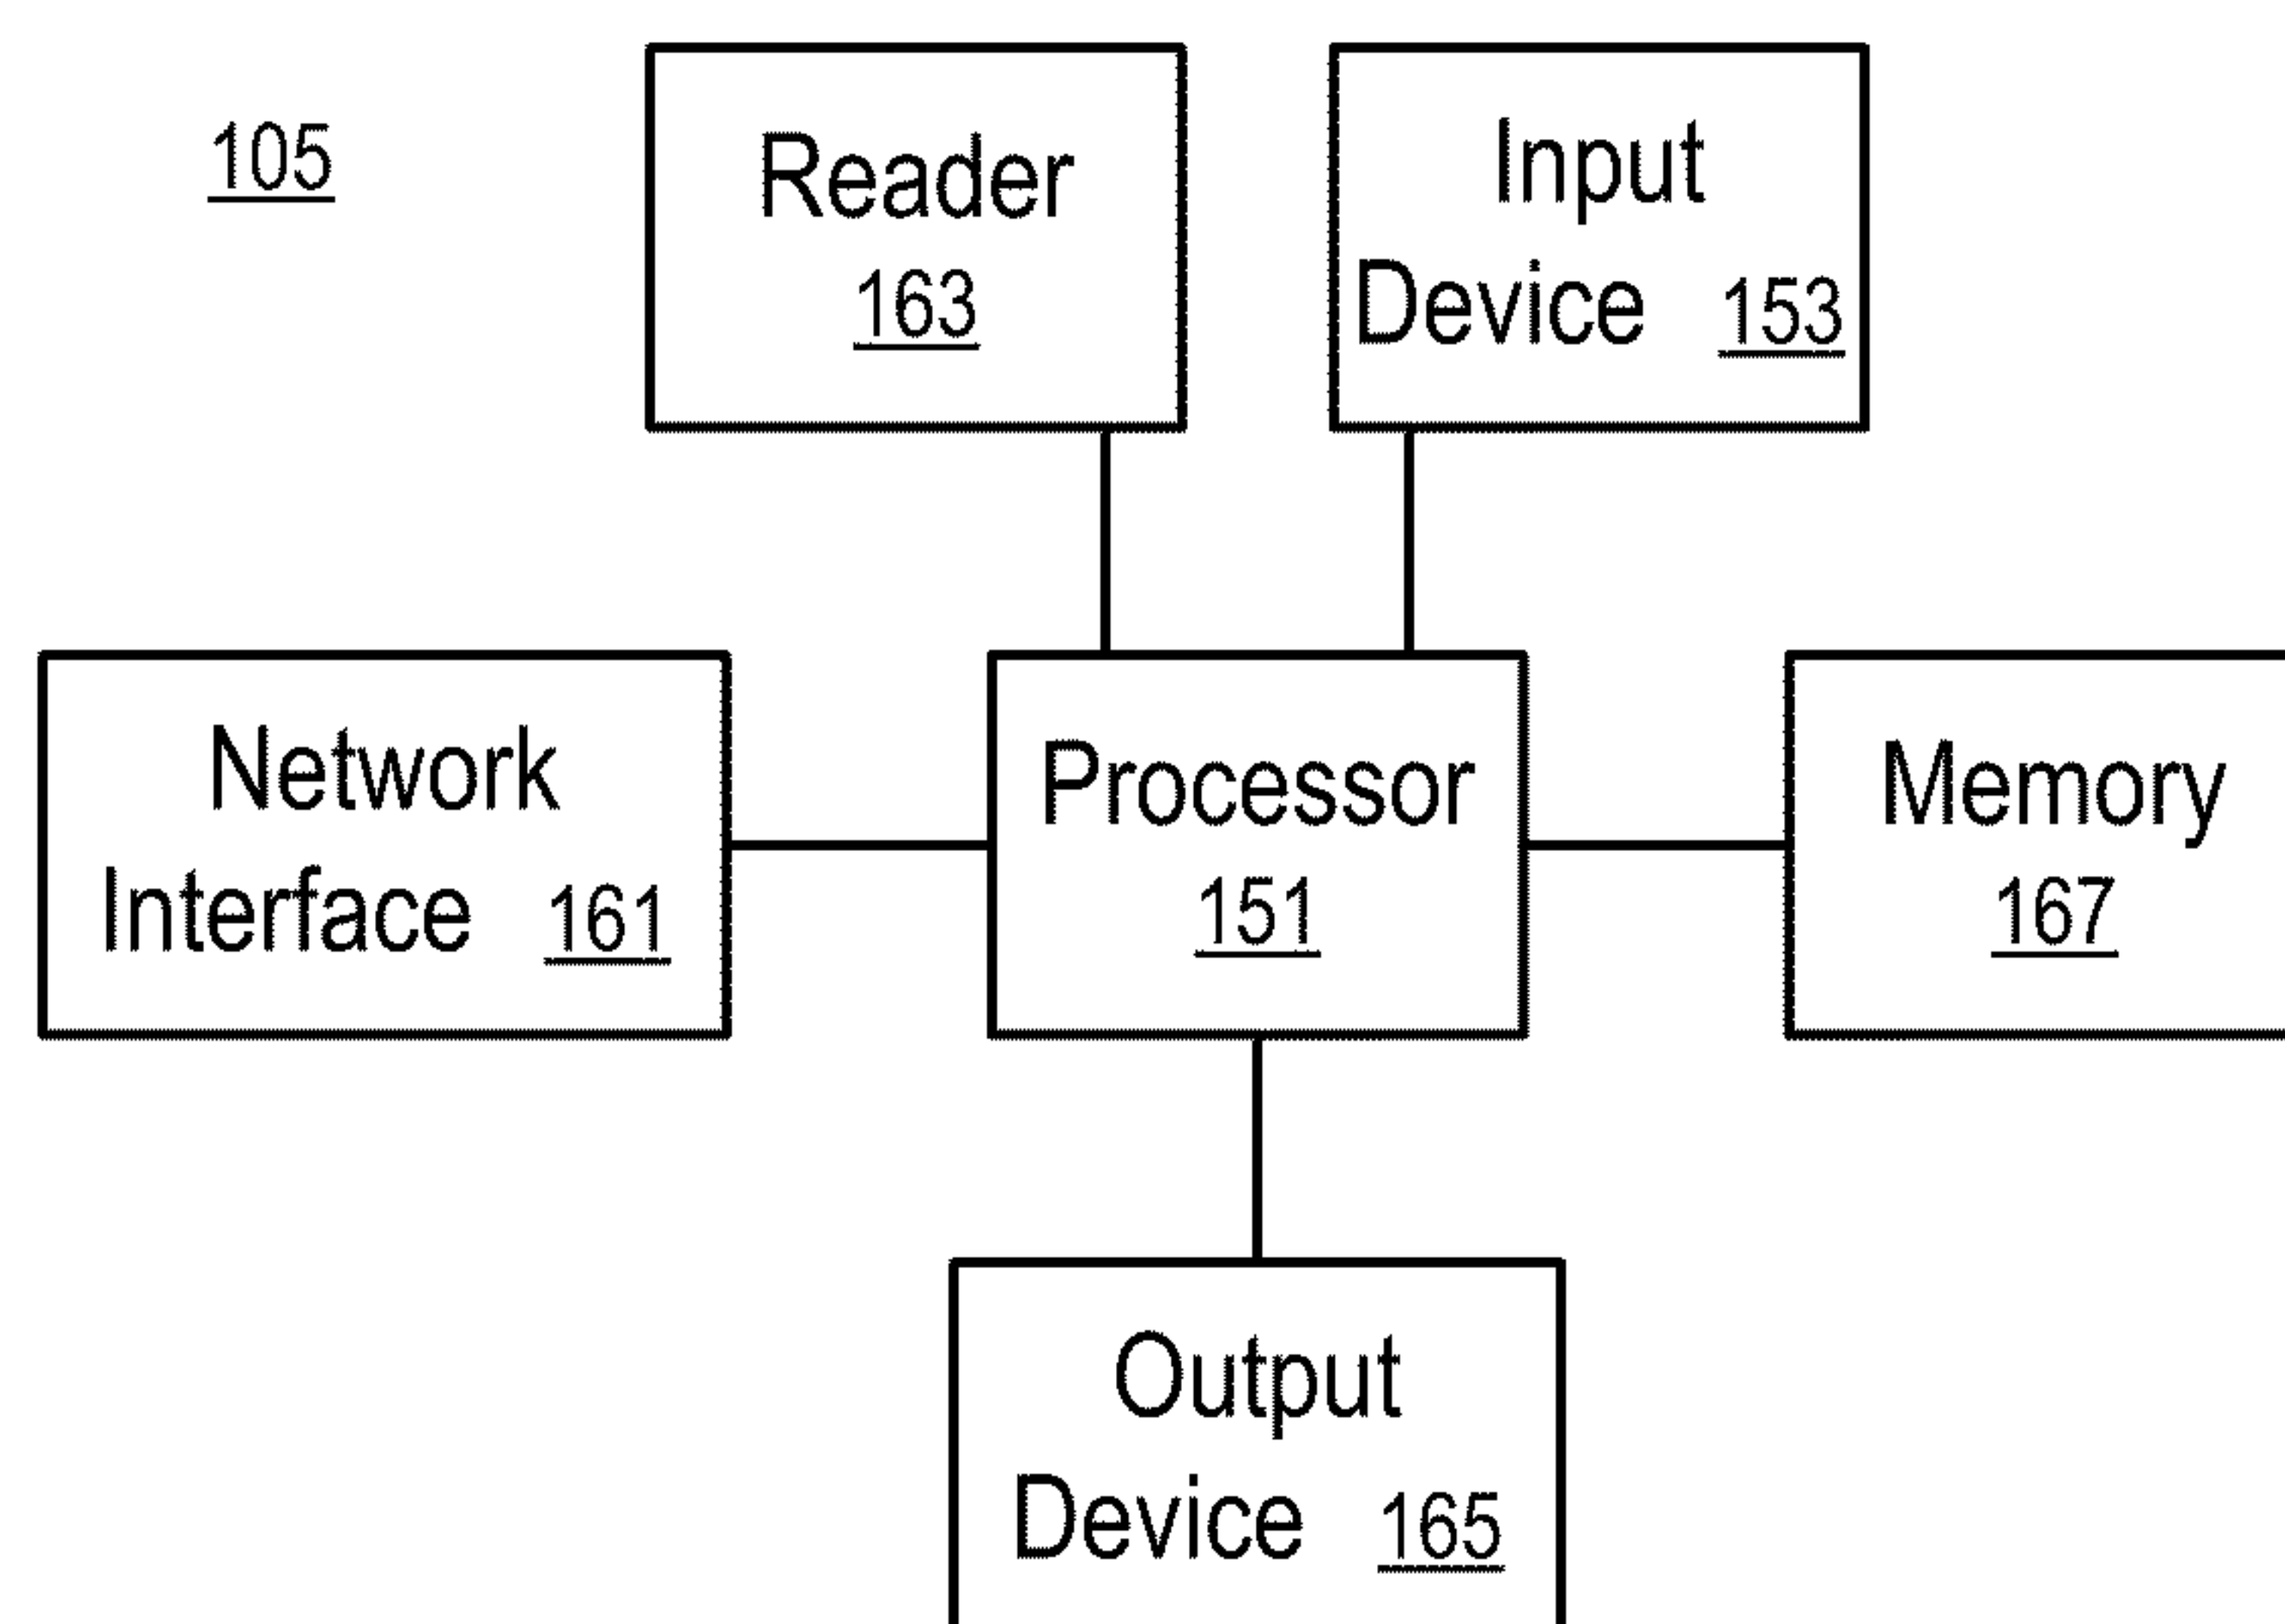 105
Reader
163
Input
Device 153
Network
Interface 161
Processor
151
Memory
167
Output
Device 165